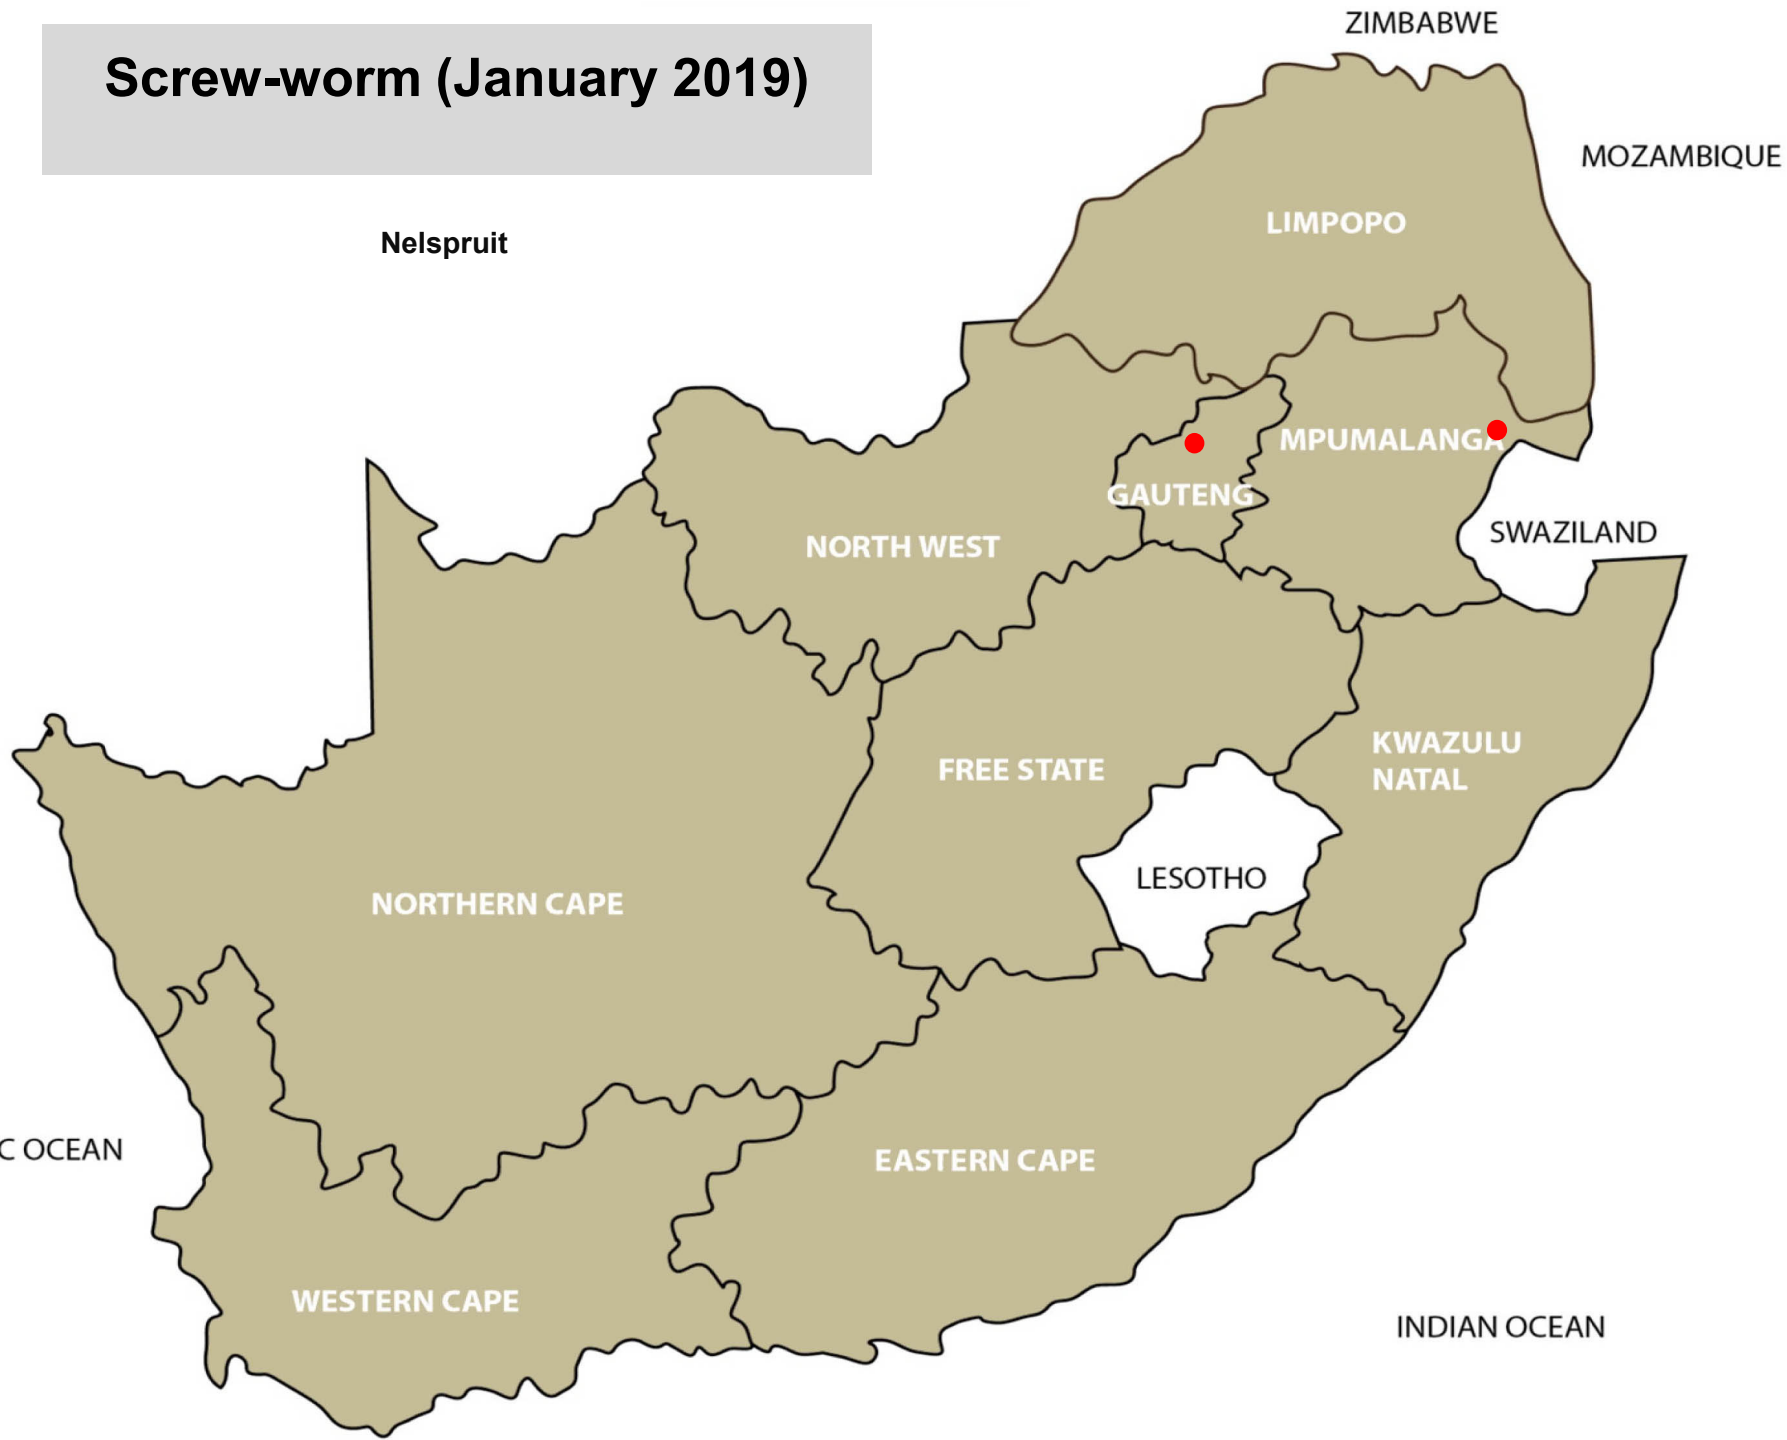 Screw-worm (January 2019)
ZIMBABWE
MOZAMBIQUE
Nelspruit
LIMPOPO
MPUMALANGA
GAUTENG
SWAZILAND
NORTH WEST
KWAZULU
NATAL
FREE STATE
LESOTHO
NORTHERN CAPE
C OCEAN
EASTERN CAPE
WESTERN CAPE
INDIAN OCEAN